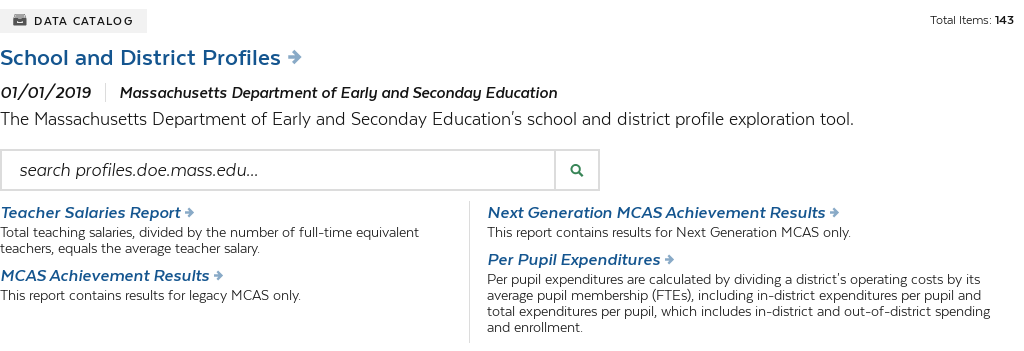 DATA CATALOG
Total Items: 143
School and District Profiles
01/01/2019
Massachusetts Department of Early and Seconday Education
The Massachusetts Department of Early and Seconday Education's school and district profile exploration tool.
search profiles.doe.mass.edu...
Teacher Salaries Report
Total teaching salaries, divided by the number of full-time equivalent
teachers, equals the average teacher salary.
MCAS Achievement Results
This report contains results for legacy MCAS only.
Next Generation MCAS Achievement Results
This report contains results for Next Generation MCAS only.
Per Pupil Expenditures
Per pupil expenditures are calculated by dividing a district's operating costs by its
average pupil membership (FTEs), including in-district expenditures per pupil and
total expenditures per pupil, which includes in-district and out-of-district spending
and enrollment.